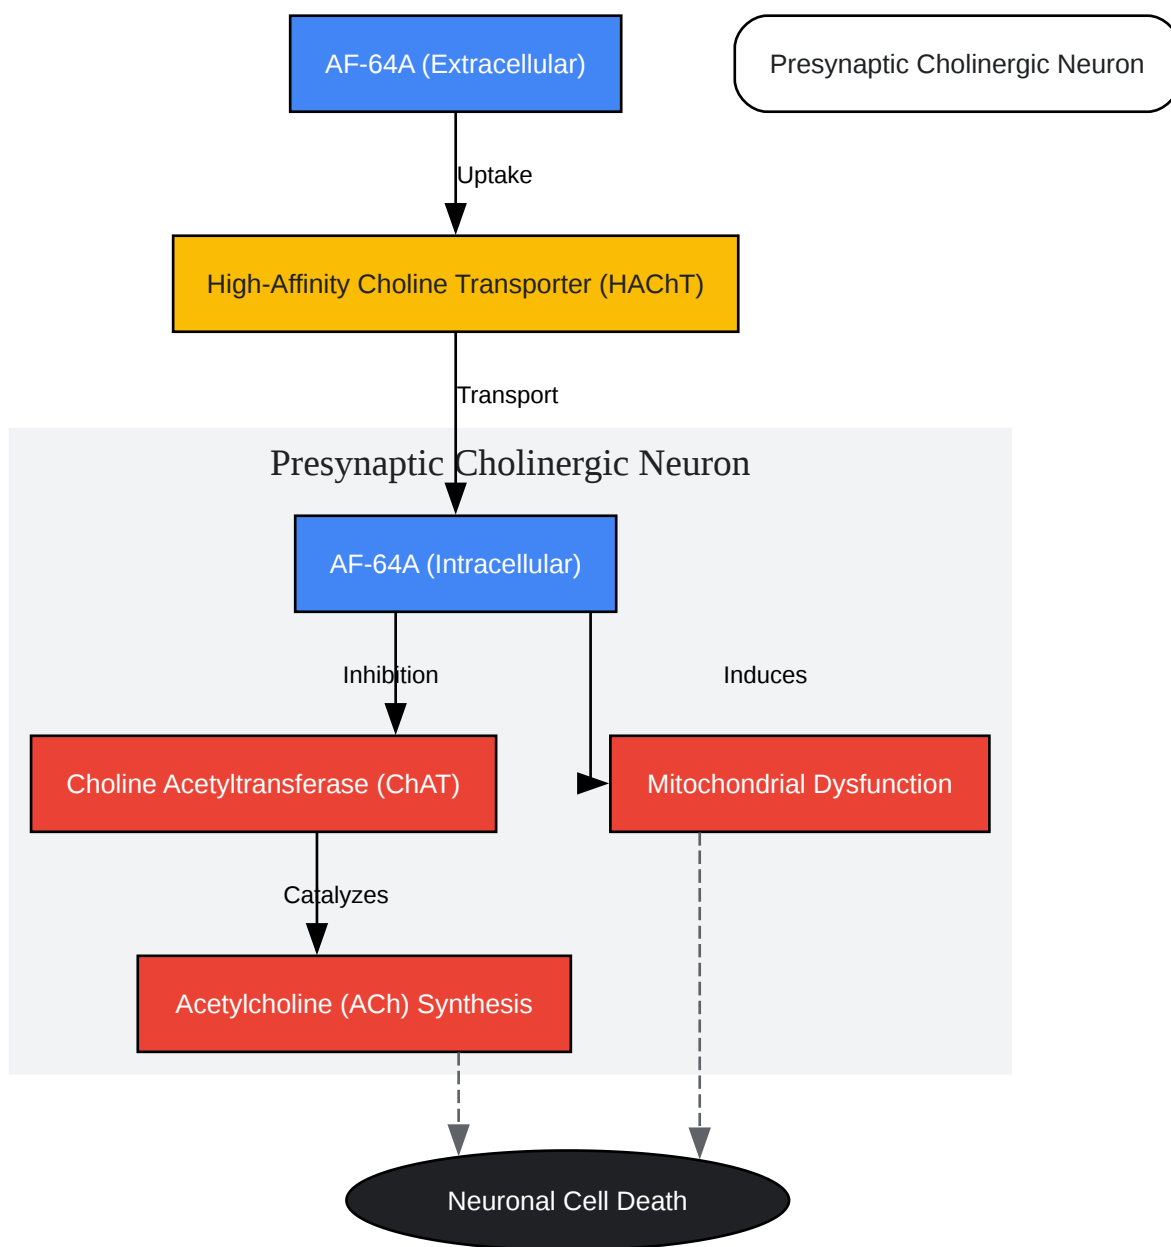 AF-64A (Extracellular)
Presynaptic Cholinergic Neuron
Uptake
High-Affinity Choline Transporter (HAChT)
Transport
Presynaptic Cholinergic Neuron
AF-64A (Intracellular)
Inhibition
Induces
Choline Acetyltransferase (ChAT)
Mitochondrial Dysfunction
Catalyzes
Acetylcholine (ACh) Synthesis
Neuronal Cell Death